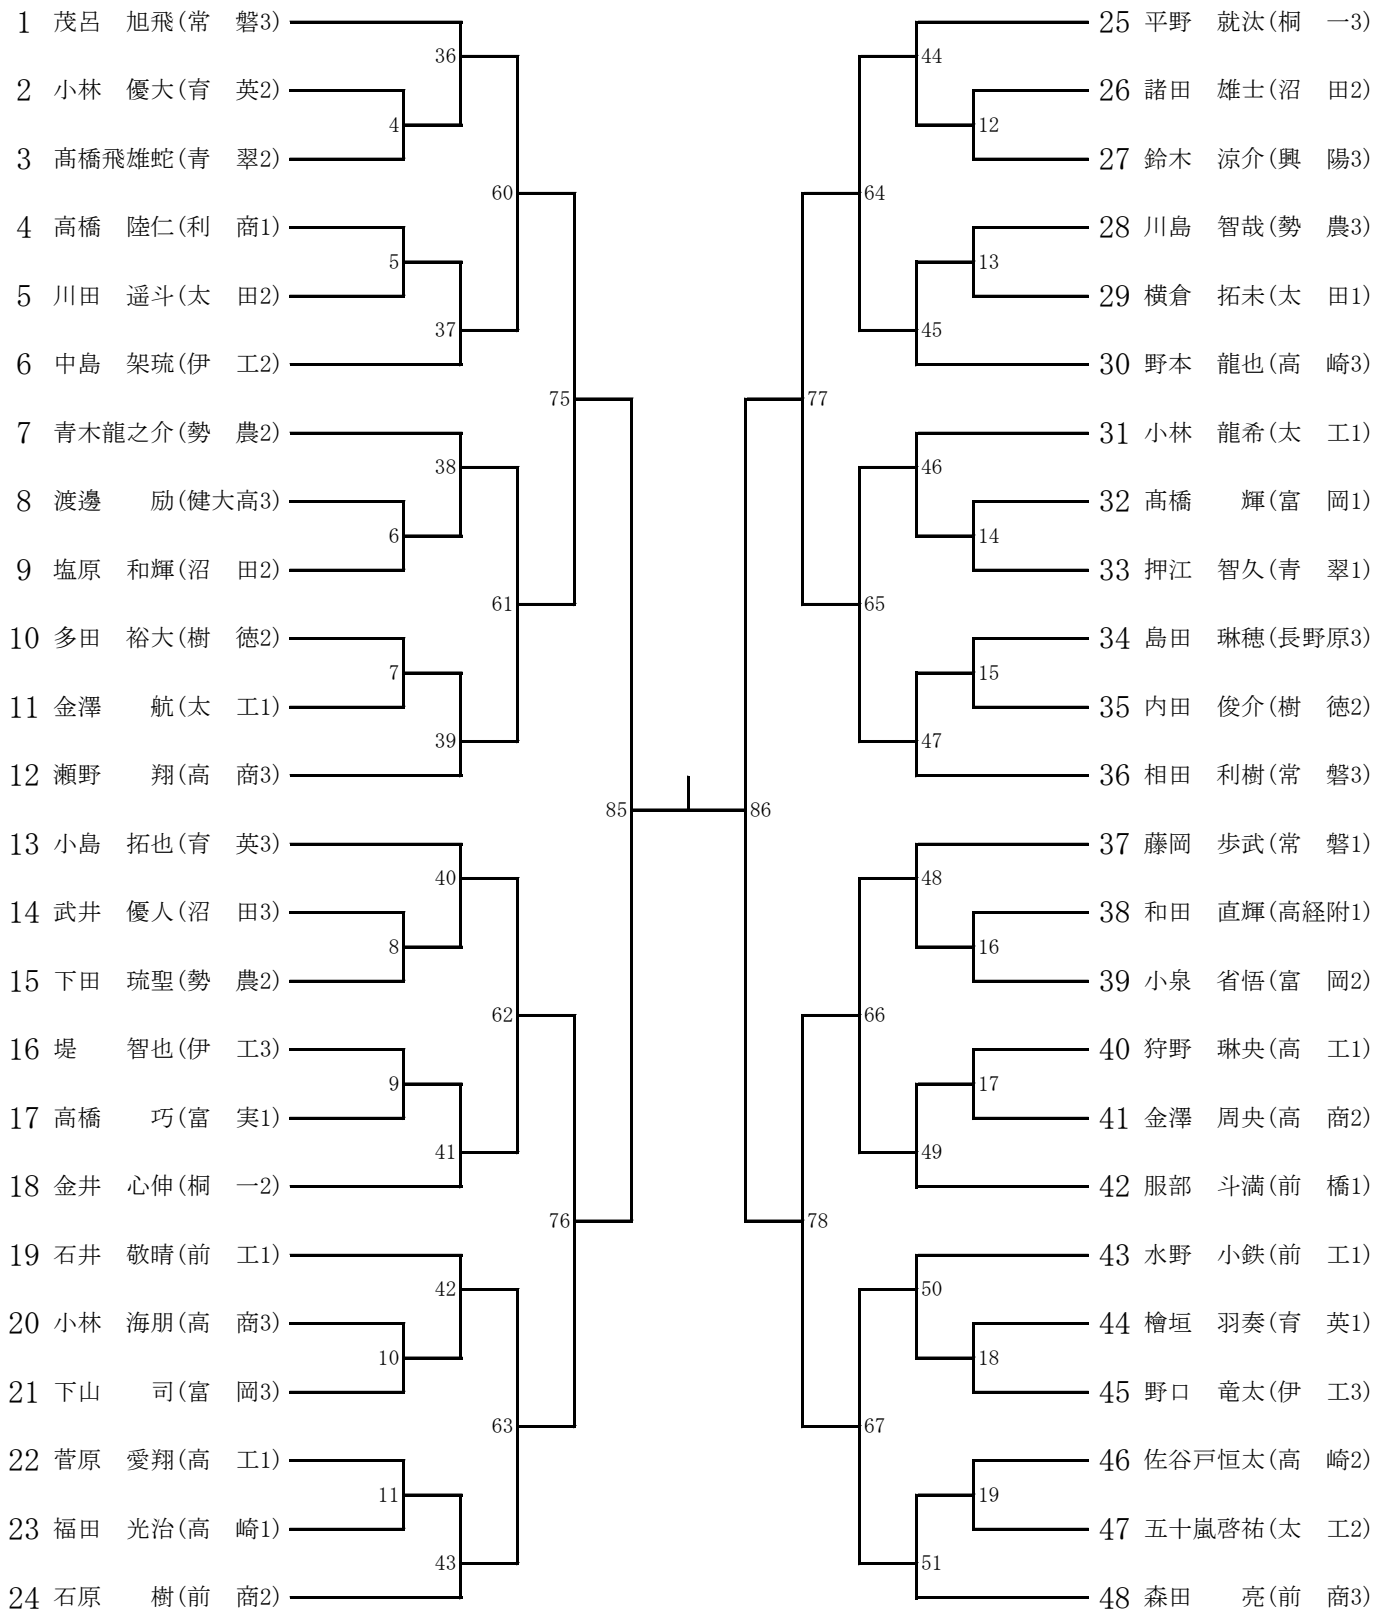 1 茂呂　旭飛(常　磐3)
36
2 小林　優大(育　英2)
4
3 髙橋飛雄蛇(青　翠2)
60
4 高橋　陸仁(利　商1)
5
5 川田　遥斗(太　田2)
37
6 中島　架琉(伊　工2)
75
7 青木龍之介(勢　農2)
38
8 渡邊　　励(健大高3)
6
9 塩原　和輝(沼　田2)
61
10 多田　裕大(樹　徳2)
7
11 金澤　　航(太　工1)
39
12 瀬野　　翔(高　商3)
85
13 小島　拓也(育　英3)
40
14 武井　優人(沼　田3)
8
15 下田　琉聖(勢　農2)
62
16 堤　　智也(伊　工3)
9
17 高橋　　巧(富　実1)
41
18 金井　心伸(桐　一2)
76
19 石井　敬晴(前　工1)
42
20 小林　海朋(高　商3)
10
21 下山　　司(富　岡3)
63
22 菅原　愛翔(高　工1)
11
23 福田　光治(高　崎1)
43
24 石原　　樹(前　商2)
25 平野　就汰(桐　一3)
44
26 諸田　雄士(沼　田2)
12
27 鈴木　涼介(興　陽3)
64
28 川島　智哉(勢　農3)
13
29 横倉　拓未(太　田1)
45
30 野本　龍也(高　崎3)
77
31 小林　龍希(太　工1)
46
32 髙橋　　輝(富　岡1)
14
33 押江　智久(青　翠1)
65
34 島田　琳穂(長野原3)
15
35 内田　俊介(樹　徳2)
47
36 相田　利樹(常　磐3)
86
37 藤岡　歩武(常　磐1)
48
38 和田　直輝(高経附1)
16
39 小泉　省悟(富　岡2)
66
40 狩野　琳央(高　工1)
17
41 金澤　周央(高　商2)
49
42 服部　斗満(前　橋1)
78
43 水野　小鉄(前　工1)
50
44 檜垣　羽奏(育　英1)
18
45 野口　竜太(伊　工3)
67
46 佐谷戸恒太(高　崎2)
19
47 五十嵐啓祐(太　工2)
51
48 森田　　亮(前　商3)